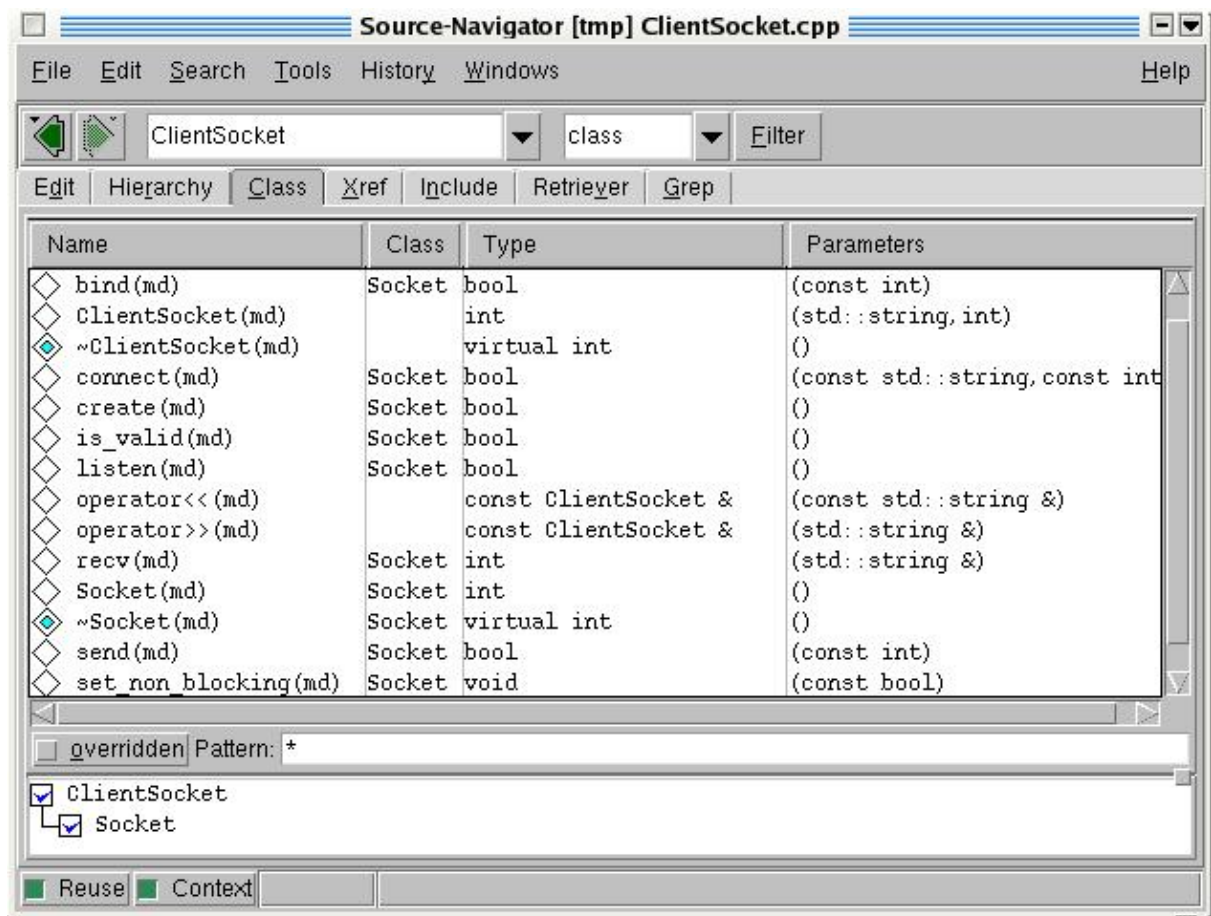 Source-Navigator [tmp] ClientSocket.cpp
File Edit Search Tools History Windows Help
ClientSocket class Filter
Edit Hierarchy Class Xref Include Retriever Grep
Name Class Type Parameters
bind(md) Socket bool (const int)
ClientSocket(md) int (std::string,int)
~ClientSocket(md) virtual int ()
connect(md) Socket bool (const std::string,const int
create(md) Socket bool ()
is_valid(md) Socket bool ()
listen(md) Socket bool ()
operator<<(md) const ClientSocket & (const std::string &)
operator>>(md) const ClientSocket & (std::string &)
recv(md) Socket int (std::string &)
Socket(md) Socket int ()
~Socket(md) Socket virtual int ()
send(md) Socket bool (const int)
set_non_blocking(md) Socket void (const bool)
overridden Pattern: *
ClientSocket
Socket
Reuse Context